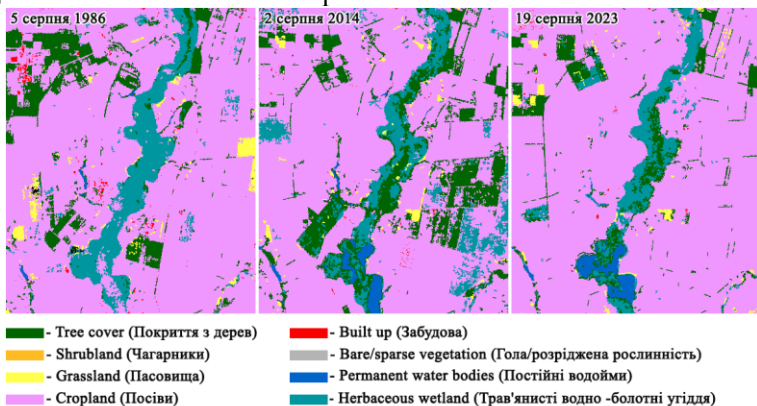 5 серпня 1986
2 серпня 2014
19 серпня 2023
- Tree cover (Покриття з дерев)
- Shrubland (Чагарники)
- Grassland (Пасовища)
- Cropland (Посіви)
- Built up (Забудова)
- Bare/sparse vegetation (Гола/розріджена рослинність)
- Permanent water bodies (Постійні водойми)
- Herbaceous wetland (Трав'янисті водно -болотні угіддя)